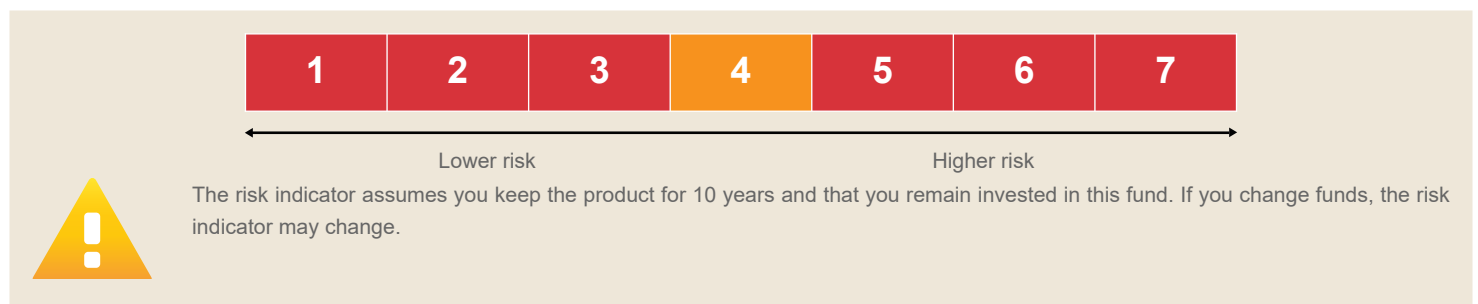 1 2 3 4 5 6 7
Lower risk Higher risk
The risk indicator assumes you keep the product for 10 years and that you remain invested in this fund. If you change funds, the risk
indicator may change.